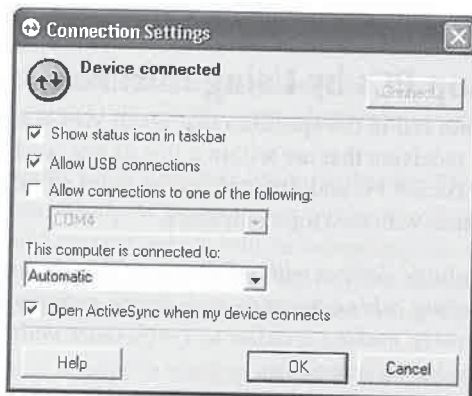 Connection Settings
Device connected
Connect
Show status icon in taskbar
Allow USB connections
Allow connections to one of the following:
COM4
This computer is connected to:
Automatic
Open ActiveSync when my device connects
Help
OK
Cancel